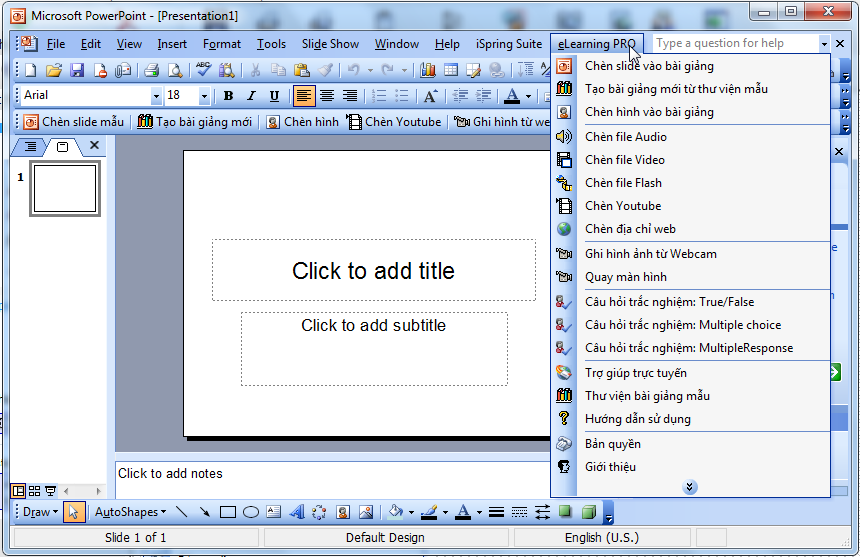 Microsoft PowerPoint - [Presentation1]
File Edit View Insert Format Tools Slide Show Window Help iSpring Suite eLearning PRO Type a question for help
Arial 18 B I U A A
Chèn slide mẫu Tạo bài giảng mới Chèn hình Chèn Youtube Ghi hình từ we
1
Click to add title
Click to add subtitle
Click to add notes
Chèn slide vào bài giảng
Tạo bài giảng mới từ thư viện mẫu
Chèn hình vào bài giảng
Chèn file Audio
Chèn file Video
Chèn file Flash
Chèn Youtube
Chèn địa chỉ web
Ghi hình ảnh từ Webcam
Quay màn hình
Câu hỏi trắc nghiệm: True/False
Câu hỏi trắc nghiệm: Multiple choice
Câu hỏi trắc nghiệm: MultipleResponse
Trợ giúp trực tuyến
Thư viện bài giảng mẫu
Hướng dẫn sử dụng
Bản quyền
Giới thiệu
Draw AutoShapes A A
Slide 1 of 1 Default Design English (U.S.)